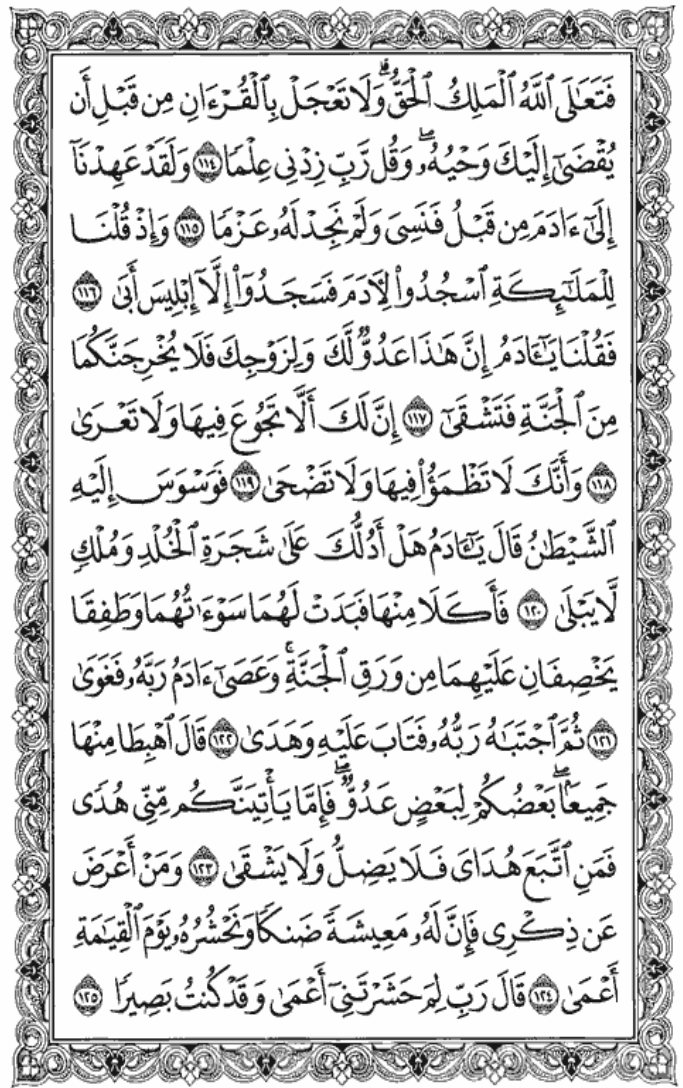 فَتَعَٰلَى ٱللَّهُ ٱلْمَلِكُ ٱلْحَقُّ ۗ وَلَا تَعْجَلْ بِٱلْقُرْءَانِ مِن قَبْلِ أَن
يُقْضَىٰٓ إِلَيْكَ وَحْيُهُۥ ۖ وَقُل رَّبِّ زِدْنِى عِلْمًا ١١٤ وَلَقَدْ عَهِدْنَآ
إِلَىٰٓ ءَادَمَ مِن قَبْلُ فَنَسِىَ وَلَمْ نَجِدْ لَهُۥ عَزْمًا ١١٥ وَإِذْ قُلْنَا
لِلْمَلَٰٓئِكَةِ ٱسْجُدُوا۟ لِءَادَمَ فَسَجَدُوٓا۟ إِلَّآ إِبْلِيسَ أَبَىٰ ١١٦
فَقُلْنَا يَٰٓـَٔادَمُ إِنَّ هَٰذَا عَدُوٌّ لَّكَ وَلِزَوْجِكَ فَلَا يُخْرِجَنَّكُمَا
مِنَ ٱلْجَنَّةِ فَتَشْقَىٰٓ ١١٧ إِنَّ لَكَ أَلَّا تَجُوعَ فِيهَا وَلَا تَعْرَىٰ
١١٨ وَأَنَّكَ لَا تَظْمَؤُا۟ فِيهَا وَلَا تَضْحَىٰ ١١٩ فَوَسْوَسَ إِلَيْهِ
ٱلشَّيْطَٰنُ قَالَ يَٰٓـَٔادَمُ هَلْ أَدُلُّكَ عَلَىٰ شَجَرَةِ ٱلْخُلْدِ وَمُلْكٍ
لَّا يَبْلَىٰ ١٢٠ فَأَكَلَا مِنْهَا فَبَدَتْ لَهُمَا سَوْءَٰتُهُمَا وَطَفِقَا
يَخْصِفَانِ عَلَيْهِمَا مِن وَرَقِ ٱلْجَنَّةِ ۚ وَعَصَىٰٓ ءَادَمُ رَبَّهُۥ فَغَوَىٰ
١٢١ ثُمَّ ٱجْتَبَٰهُ رَبُّهُۥ فَتَابَ عَلَيْهِ وَهَدَىٰ ١٢٢ قَالَ ٱهْبِطَا مِنْهَا
جَمِيعًۢا ۖ بَعْضُكُمْ لِبَعْضٍ عَدُوٌّ ۖ فَإِمَّا يَأْتِيَنَّكُم مِّنِّى هُدًى
فَمَنِ ٱتَّبَعَ هُدَاىَ فَلَا يَضِلُّ وَلَا يَشْقَىٰ ١٢٣ وَمَنْ أَعْرَضَ
عَن ذِكْرِى فَإِنَّ لَهُۥ مَعِيشَةً ضَنكًا وَنَحْشُرُهُۥ يَوْمَ ٱلْقِيَٰمَةِ
أَعْمَىٰ ١٢٤ قَالَ رَبِّ لِمَ حَشَرْتَنِىٓ أَعْمَىٰ وَقَدْ كُنتُ بَصِيرًا ١٢٥